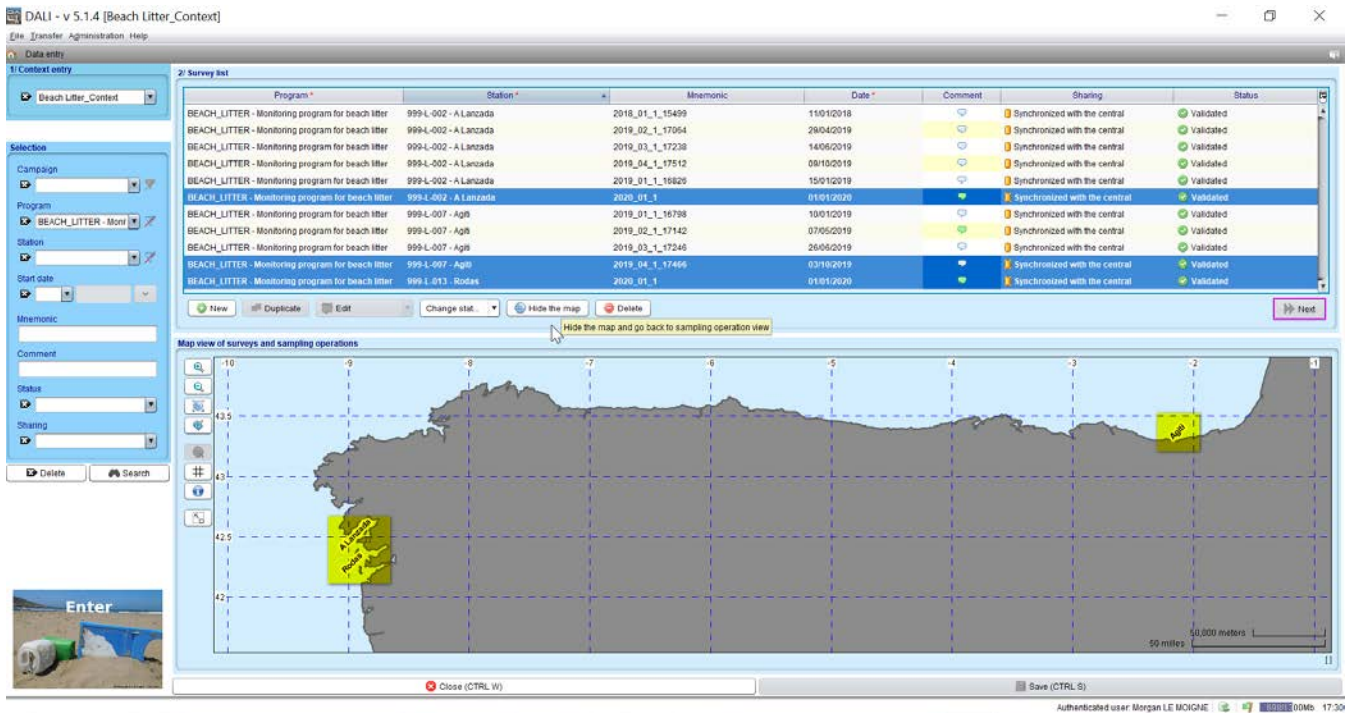 DALI - v 5.1.4 [Beach Litter_Context]
File Transfer Administration Help
Data entry
1/ Context entry
Beach Litter_Context
Selection
Campaign
Program
BEACH_LITTER - Moni
Station
Start date
Mnemonic
Comment
Status
Sharing
Delete Search
Enter
2/ Survey list
Program * Station * Mnemonic Date * Comment Sharing Status
BEACH_LITTER - Monitoring program for beach litter 999-L-002 - A Lanzada 2018_01_1_15499 11/01/2018 Synchronized with the central Validated
BEACH_LITTER - Monitoring program for beach litter 999-L-002 - A Lanzada 2019_02_1_17064 29/04/2019 Synchronized with the central Validated
BEACH_LITTER - Monitoring program for beach litter 999-L-002 - A Lanzada 2019_03_1_17238 14/06/2019 Synchronized with the central Validated
BEACH_LITTER - Monitoring program for beach litter 999-L-002 - A Lanzada 2019_04_1_17512 09/10/2019 Synchronized with the central Validated
BEACH_LITTER - Monitoring program for beach litter 999-L-002 - A Lanzada 2019_01_1_16826 15/01/2019 Synchronized with the central Validated
BEACH_LITTER - Monitoring program for beach litter 999-L-002 - A Lanzada 2020_01_1 01/01/2020 Synchronized with the central Validated
BEACH_LITTER - Monitoring program for beach litter 999-L-007 - Agiti 2019_01_1_16798 10/01/2019 Synchronized with the central Validated
BEACH_LITTER - Monitoring program for beach litter 999-L-007 - Agiti 2019_02_1_17142 07/05/2019 Synchronized with the central Validated
BEACH_LITTER - Monitoring program for beach litter 999-L-007 - Agiti 2019_03_1_17246 26/06/2019 Synchronized with the central Validated
BEACH_LITTER - Monitoring program for beach litter 999-L-007 - Agiti 2019_04_1_17466 03/10/2019 Synchronized with the central Validated
BEACH_LITTER - Monitoring program for beach litter 999-L-013 - Rodas 2020_01_1 01/01/2020 Synchronized with the central Validated
New Duplicate Edit Change stat... Hide the map Delete Next
Hide the map and go back to sampling operation view
Map view of surveys and sampling operations
-10 -9 -8 -7 -6 -5 -4 -3 -2 -1
43.5
Agiti
43
42.5
A Lanzada
Rodas
42
50,000 meters
50 milles
Close (CTRL W) Save (CTRL S)
Authenticated user: Morgan LE MOIGNE